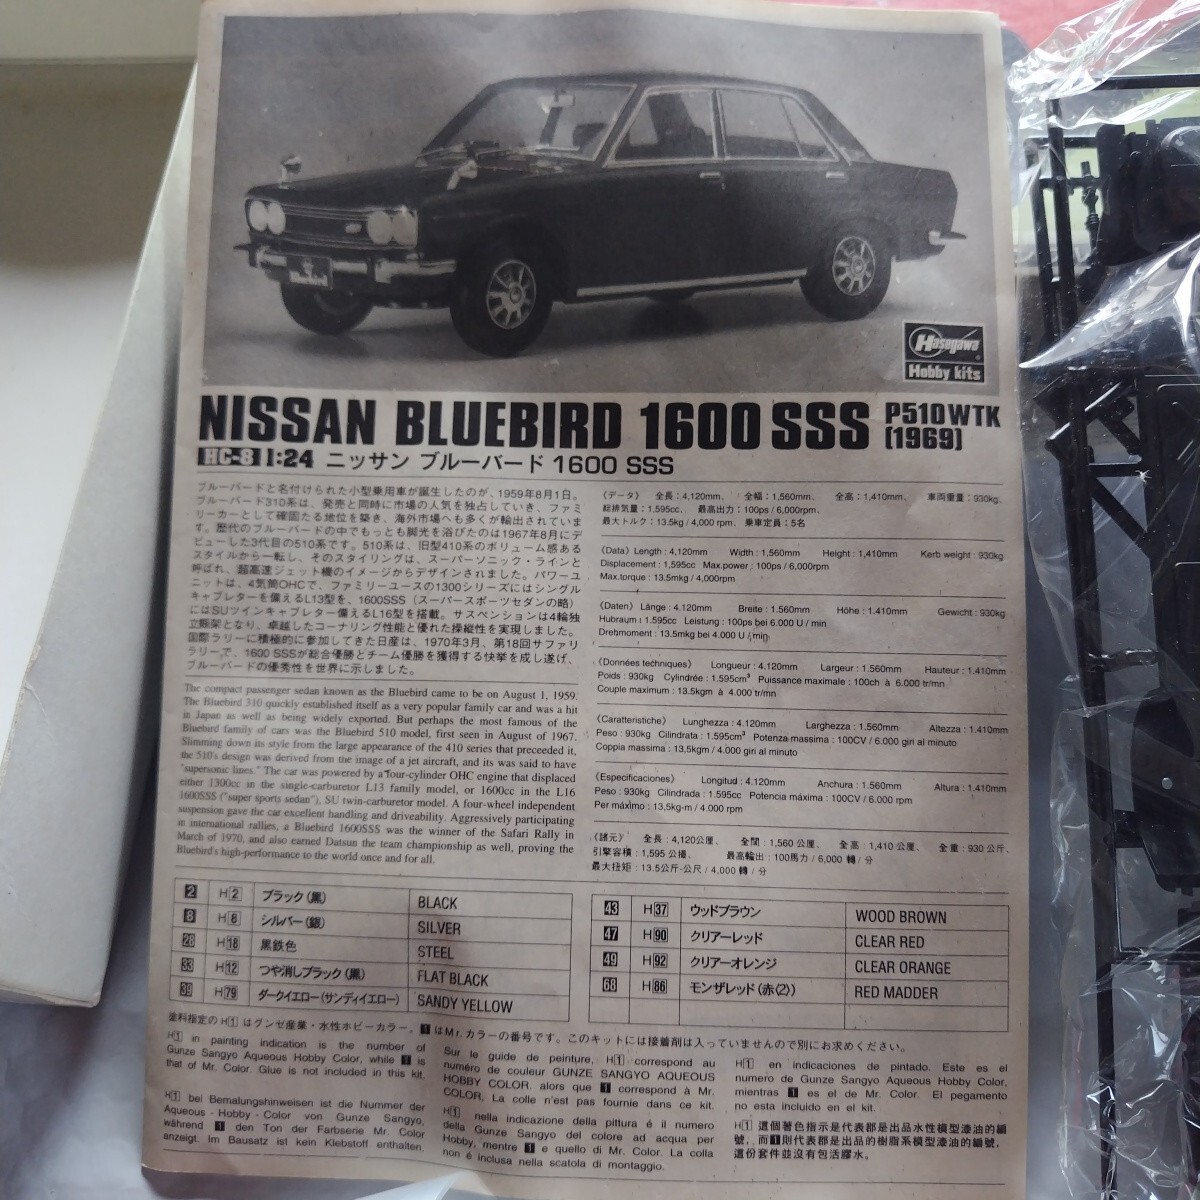 Hasegawa
Hobby kits
NISSAN BLUEBIRD 1600 SSS P510WTK (1969)
HC-8 1:24 ニッサン ブルーバード 1600 SSS
ブルーバードと名付けられた小型乗用車が誕生したのが、1959年8月1日。
ブルーバード310系は、発売と同時に市場の人気を独占していき、ファミ
リーカーとして確固たる地位を築き、海外市場へも多くが輸出されていま
す。歴代のブルーバードの中でもっとも脚光を浴びたのは1967年8月にデ
ビューした3代目の510系です。510系は、旧型410系のボリューム感ある
スタイルから一転し、そのスタイリングは、スーパーソニック・ラインと
呼ばれ、超高速ジェット機のイメージからデザインされました。パワーユ
ニットは、4気筒OHCで、ファミリーユースの1300シリーズにはシングル
キャブレターを備えるL13型を、1600SSS（スーパースポーツセダンの略）
にはSUツインキャブレター備えるL16型を搭載。サスペンションは4輪独
立懸架となり、卓越したコーナリング性能と優れた操縦性を実現しました。
国際ラリーに積極的に参加してきた日産は、1970年3月、第18回サファリ
ラリーで、1600 SSSが総合優勝とチーム優勝を獲得する快挙を成し遂げ、
ブルーバードの優秀性を世界に示しました。
The compact passenger sedan known as the Bluebird came to be on August 1, 1959.
The Bluebird 310 quickly established itself as a very popular family car and was a hit
in Japan as well as being widely exported. But perhaps the most famous of the
Bluebird family of cars was the Bluebird 510 model, first seen in August of 1967.
Slimming down its style from the large appearance of the 410 series that preceeded it,
the 510's design was derived from the image of a jet aircraft, and its was said to have
"supersonic lines." The car was powered by a four-cylinder OHC engine that displaced
either 1300cc in the single-carburetor L13 family model, or 1600cc in the L16
1600SSS ("super sports sedan"), SU twin-carburetor model. A four-wheel independent
suspension gave the car excellent handling and driveability. Aggressively participating
in international rallies, a Bluebird 1600SSS was the winner of the Safari Rally in
March of 1970, and also earned Datsun the team championship as well, proving the
Bluebird's high-performance to the world once and for all.
《データ》 全長：4,120mm、 全幅：1,560mm、 全高：1,410mm、 車両重量：930kg、
総排気量：1,595cc、 最高出力：100ps / 6,000rpm、
最大トルク：13.5kg / 4,000 rpm、 乗車定員：5名
《Data》 Length : 4,120mm Width : 1,560mm Height : 1,410mm Kerb weight : 930kg
Displacement : 1,595cc Max.power : 100ps / 6,000rpm
Max.torque : 13.5mkg / 4,000rpm
《Daten》 Länge : 4.120mm Breite : 1.560mm Höhe : 1.410mm Gewicht : 930kg
Hubraum : 1.595cc Leistung : 100ps bei 6.000 U / min
Drehmoment : 13.5mkg bei 4.000 U / min
《Données techniques》 Longueur : 4.120mm Largeur : 1.560mm Hauteur : 1.410mm
Poids : 930kg Cylindrée : 1.595cm³ Puissance maximale : 100ch à 6.000 tr/mn
Couple maximum : 13.5kgm à 4.000 tr/mn
《Caratteristiche》 Lunghezza : 4.120mm Larghezza : 1.560mm Altezza : 1.410mm
Peso : 930kg Cilindrata : 1.595cm³ Potenza massima : 100CV / 6.000 giri al minuto
Coppia massima : 13,5kgm / 4.000 giri al minuto
《Especificaciones》 Longitud : 4.120mm Anchura : 1.560mm Altura : 1.410mm
Peso : 930kg Cilindrada : 1.595cc Potencia máxima : 100CV / 6.000 rpm
Per máximo : 13,5kg-m / 4.000 rpm
《諸元》 全長：4,120公厘、 全闊：1,560 公厘、 全高：1,410 公厘、 全重：930 公斤、
引擎容積：1,595 公撮、 最高輸出：100馬力 / 6,000 轉 / 分
最大扭矩：13.5公斤-公尺 / 4,000 轉 / 分
2 H2 ブラック（黒） BLACK
8 H8 シルバー（銀） SILVER
28 H18 黒鉄色 STEEL
33 H12 つや消しブラック（黒） FLAT BLACK
39 H79 ダークイエロー（サンディイエロー） SANDY YELLOW
43 H37 ウッドブラウン WOOD BROWN
47 H90 クリアーレッド CLEAR RED
49 H92 クリアーオレンジ CLEAR ORANGE
68 H86 モンザレッド（赤〈2〉） RED MADDER
塗料指定の H1 はグンゼ産業・水性ホビーカラー。1 はMr.カラーの番号です。このキットには接着剤は入っていませんので別にお求めください。
H1 in painting indication is the number of
Gunze Sangyo Aqueous Hobby Color, while 1 is
that of Mr. Color. Glue is not included in this kit.
H1 bei Bemalungshinweisen ist die Nummer der
Aqueous - Hobby - Color von Gunze Sangyo,
während 1 den Ton der Farbserie Mr. Color
anzeigt. Im Bausatz ist kein Klebstoff enthalten.
Sur le guide de peinture, H1 correspond au
numéro de couleur GUNZE SANGYO AQUEOUS
HOBBY COLOR. alors que 1 correspond à Mr.
COLOR, La colle n'est pas fournie dans ce kit.
H1 nella indicazione della pittura é il numero
della Gunze Sangyo del colore ad acqua per
Hobby, mentre 1 e quello di Mr. Color. La colla
non é inclusa nella scatola di montaggio.
H1 en indicaciones de pintado. Este es el
numero de Gunze Sangyo Aqueous Hobby Color,
mientras 1 es el de Mr. Color. El pegamento
no esta incluido en el kit.
H1 這個著色指示是代表郡是出品水性模型漆油的編
號，而1則代表郡是出品的樹脂系模型漆油的編號，
這份套件並沒有包活膠水。